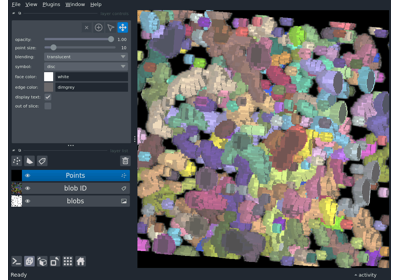 File View Plugins Window Help
opacity: 1.00
point size: 10
blending: translucent
symbol: disc
face color: white
edge color: dimgrey
display text:
out of slice:
Points
blob ID
blobs
Ready
activity